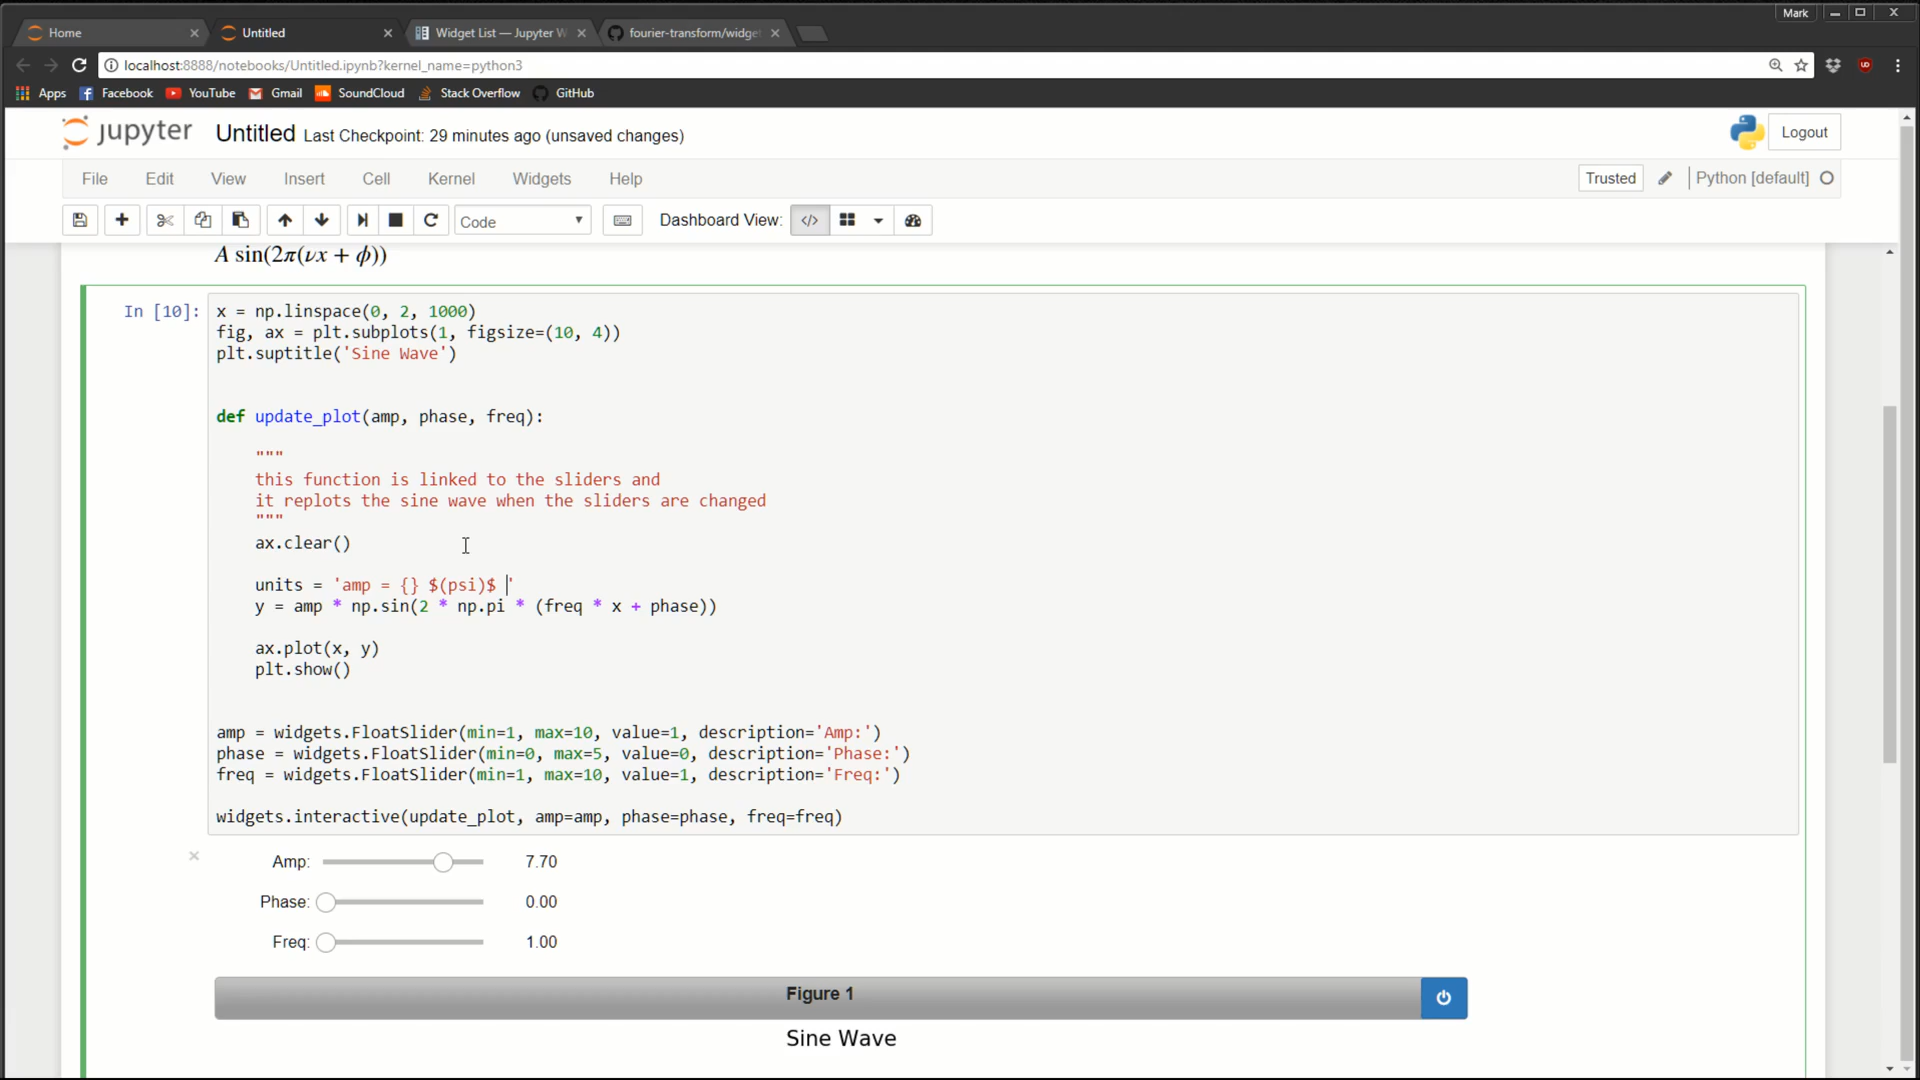 Mark
Home
Untitled
Widget List — Jupyter W
fourier-transform/widge
localhost:8888/notebooks/Untitled.ipynb?kernel_name=python3
Apps Facebook YouTube Gmail SoundCloud Stack Overflow GitHub
jupyter Untitled Last Checkpoint: 29 minutes ago (unsaved changes) Logout
File Edit View Insert Cell Kernel Widgets Help Trusted Python [default]
Code Dashboard View:
A sin(2π(νx + ϕ))
In [10]: x = np.linspace(0, 2, 1000)
fig, ax = plt.subplots(1, figsize=(10, 4))
plt.suptitle('Sine Wave')
def update_plot(amp, phase, freq):
"""
this function is linked to the sliders and
it replots the sine wave when the sliders are changed
"""
ax.clear()
units = 'amp = {} $(psi)$ '
y = amp * np.sin(2 * np.pi * (freq * x + phase))
ax.plot(x, y)
plt.show()
amp = widgets.FloatSlider(min=1, max=10, value=1, description='Amp:')
phase = widgets.FloatSlider(min=0, max=5, value=0, description='Phase:')
freq = widgets.FloatSlider(min=1, max=10, value=1, description='Freq:')
widgets.interactive(update_plot, amp=amp, phase=phase, freq=freq)
Amp: 7.70
Phase: 0.00
Freq: 1.00
Figure 1
Sine Wave